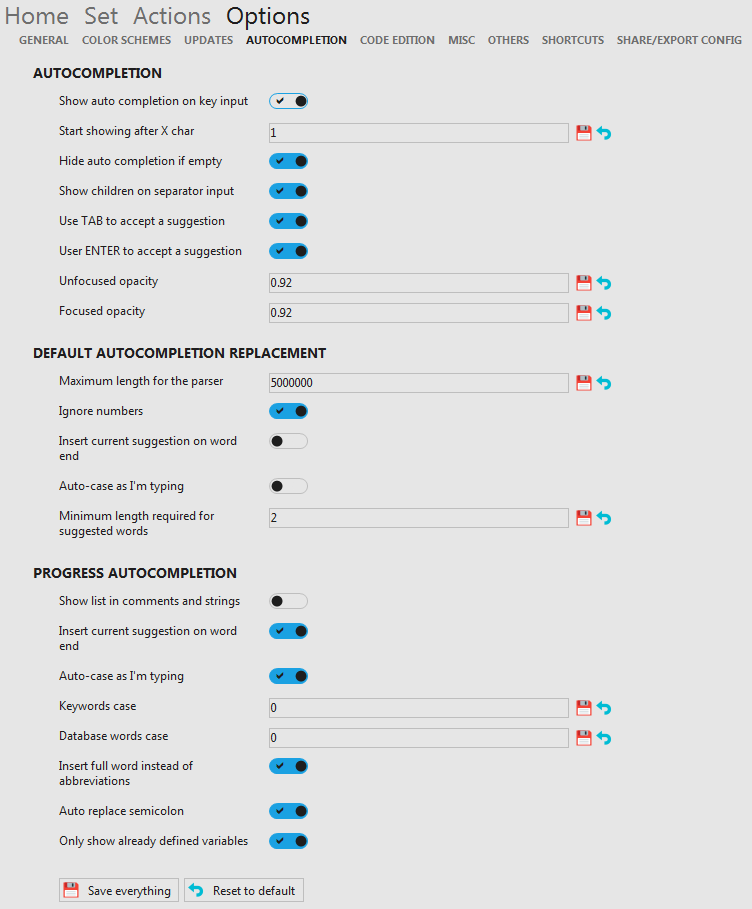 Home Set Actions Options
GENERAL COLOR SCHEMES UPDATES AUTOCOMPLETION CODE EDITION MISC OTHERS SHORTCUTS SHARE/EXPORT CONFIG
AUTOCOMPLETION
Show auto completion on key input
Start showing after X char 1
Hide auto completion if empty
Show children on separator input
Use TAB to accept a suggestion
User ENTER to accept a suggestion
Unfocused opacity 0.92
Focused opacity 0.92
DEFAULT AUTOCOMPLETION REPLACEMENT
Maximum length for the parser 5000000
Ignore numbers
Insert current suggestion on word
end
Auto-case as I'm typing
Minimum length required for 2
suggested words
PROGRESS AUTOCOMPLETION
Show list in comments and strings
Insert current suggestion on word
end
Auto-case as I'm typing
Keywords case 0
Database words case 0
Insert full word instead of
abbreviations
Auto replace semicolon
Only show already defined variables
Save everything Reset to default